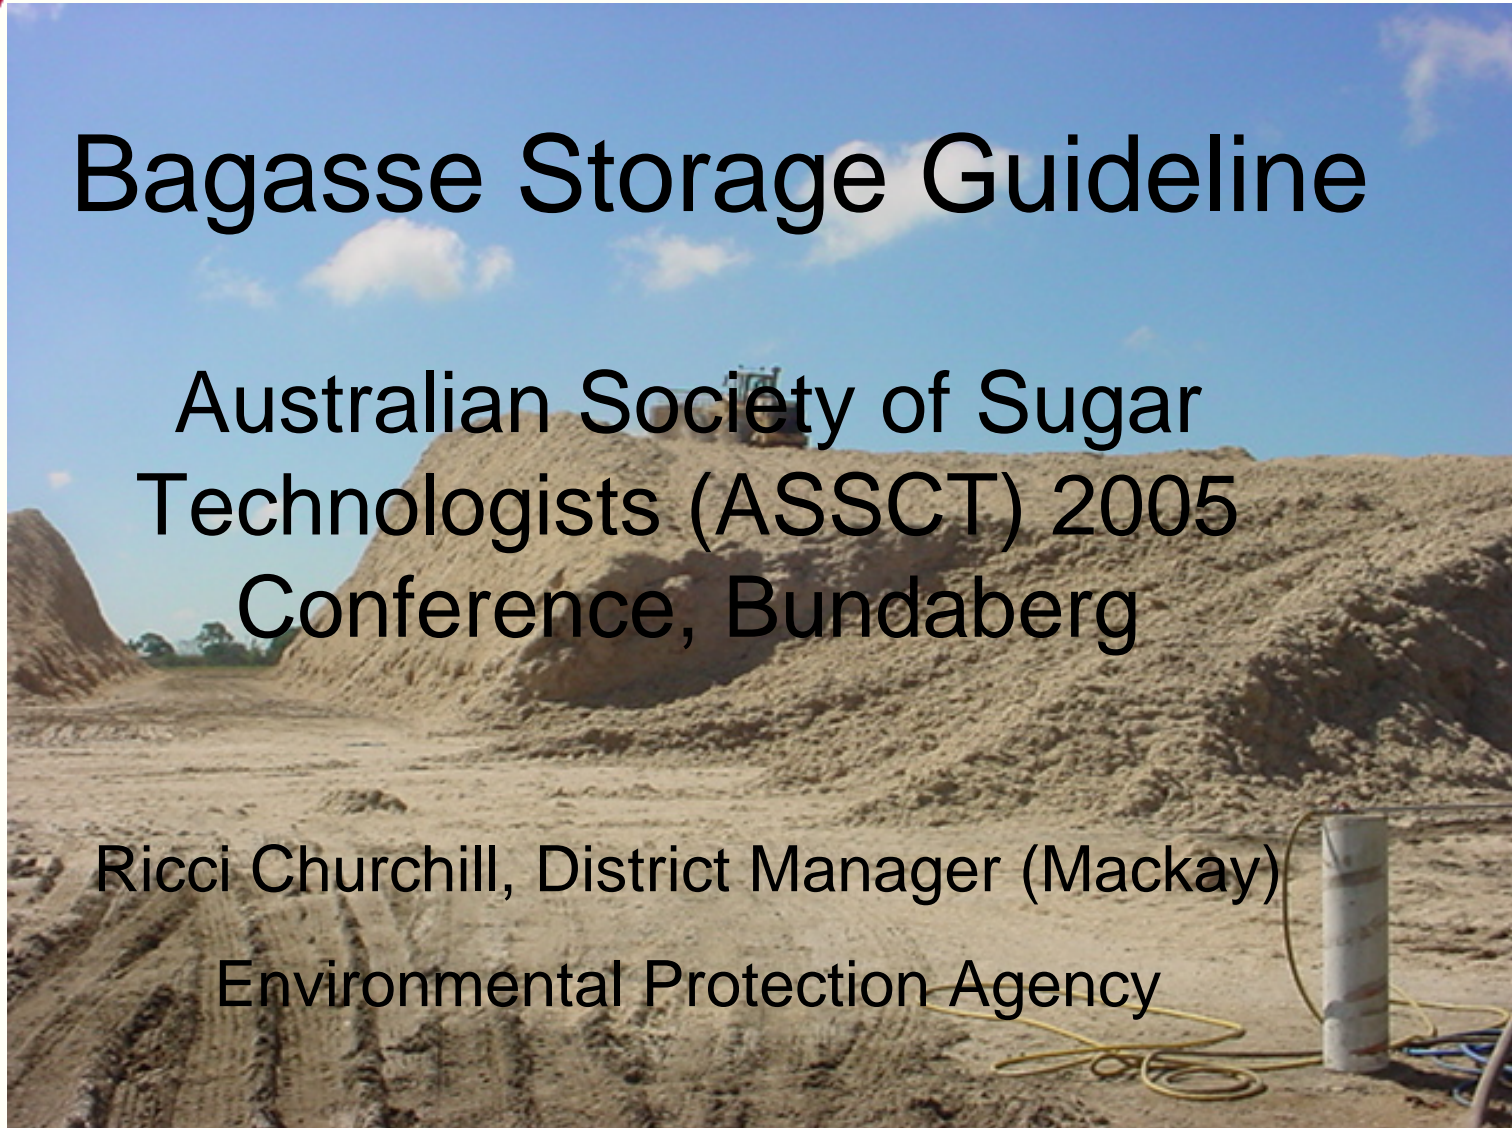 Bagasse Storage Guideline
Australian Society of Sugar
Technologists (ASSCT) 2005
Conference, Bundaberg
Ricci Churchill, District Manager (Mackay)
Environmental Protection Agency